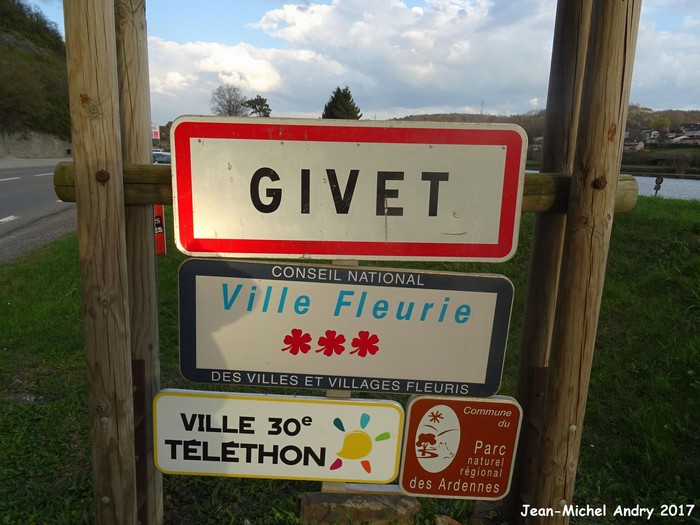 GIVET
CONSEIL NATIONAL
Ville Fleurie
DES VILLES ET VILLAGES FLEURIS
VILLE 30e
TÉLÉTHON
Commune
du
Parc
naturel
régional
des Ardennes
Jean-Michel Andry 2017